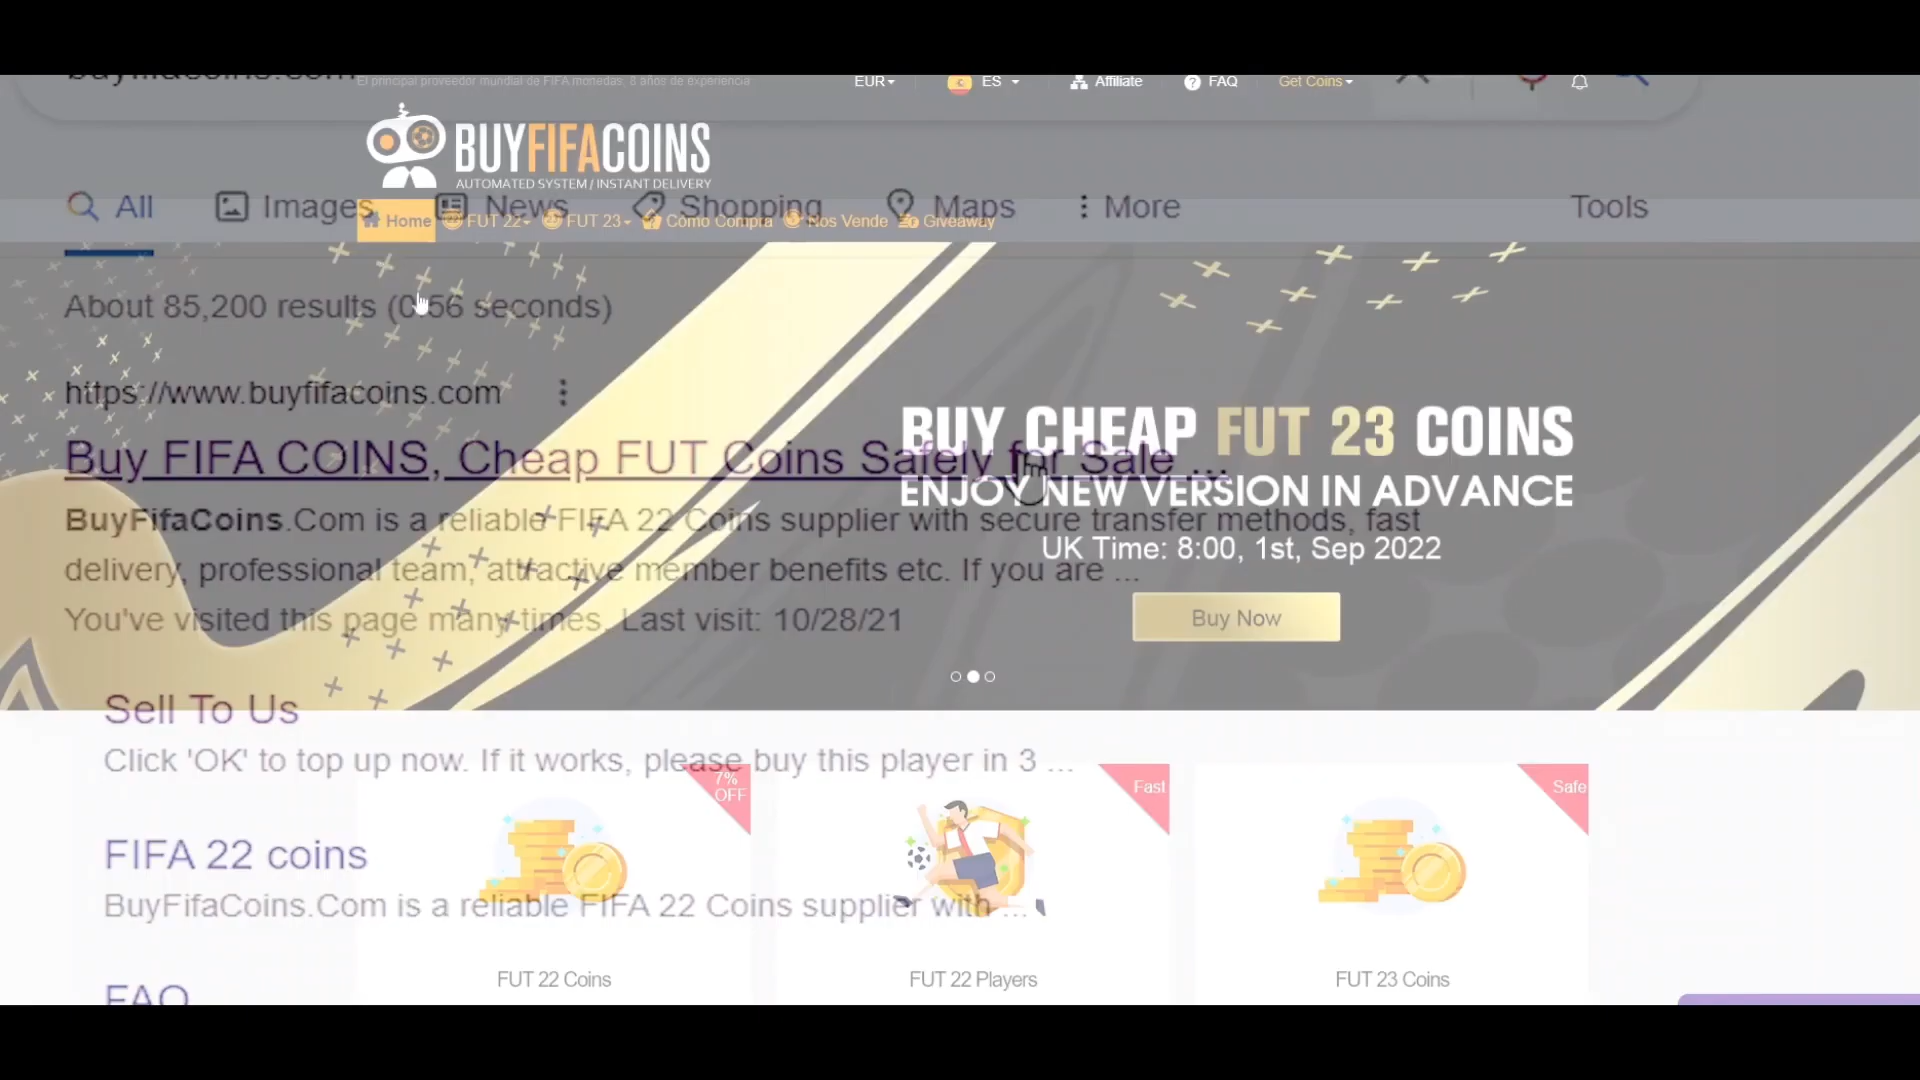 buyfifacoins.com
El principal proveedor mundial de FIFA monedas, 8 años de experiencia
EUR
ES
Affiliate
FAQ
Get Coins
BUYFIFACOINS
AUTOMATED SYSTEM / INSTANT DELIVERY
All
Images
News
Shopping
Maps
More
Tools
Home
FUT 22
FUT 23
Cómo Compra
Nos Vende
Giveaway
About 85,200 results (0.56 seconds)
https://www.buyfifacoins.com
Buy FIFA COINS, Cheap FUT Coins Safely for Sale ...
BuyFifaCoins.Com is a reliable FIFA 22 Coins supplier with secure transfer methods, fast
delivery, professional team, attractive member benefits etc. If you are ...
You've visited this page many times. Last visit: 10/28/21
BUY CHEAP FUT 23 COINS
ENJOY NEW VERSION IN ADVANCE
UK Time: 8:00, 1st, Sep 2022
Buy Now
Sell To Us
Click 'OK' to top up now. If it works, please buy this player in 3 ...
7%
OFF
Fast
Safe
FIFA 22 coins
BuyFifaCoins.Com is a reliable FIFA 22 Coins supplier with ...
FUT 22 Coins
FUT 22 Players
FUT 23 Coins
FAQ